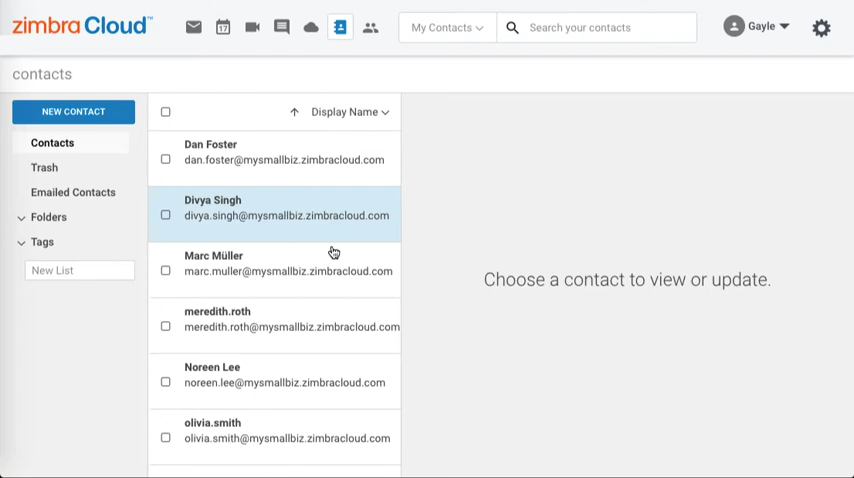 zimbra Cloud™
17
My Contacts
Search your contacts
Gayle
contacts
NEW CONTACT
Contacts
Trash
Emailed Contacts
Folders
Tags
New List
Display Name
Dan Foster
dan.foster@mysmallbiz.zimbracloud.com
Divya Singh
divya.singh@mysmallbiz.zimbracloud.com
Marc Müller
marc.muller@mysmallbiz.zimbracloud.com
meredith.roth
meredith.roth@mysmallbiz.zimbracloud.com
Noreen Lee
noreen.lee@mysmallbiz.zimbracloud.com
olivia.smith
olivia.smith@mysmallbiz.zimbracloud.com
Choose a contact to view or update.